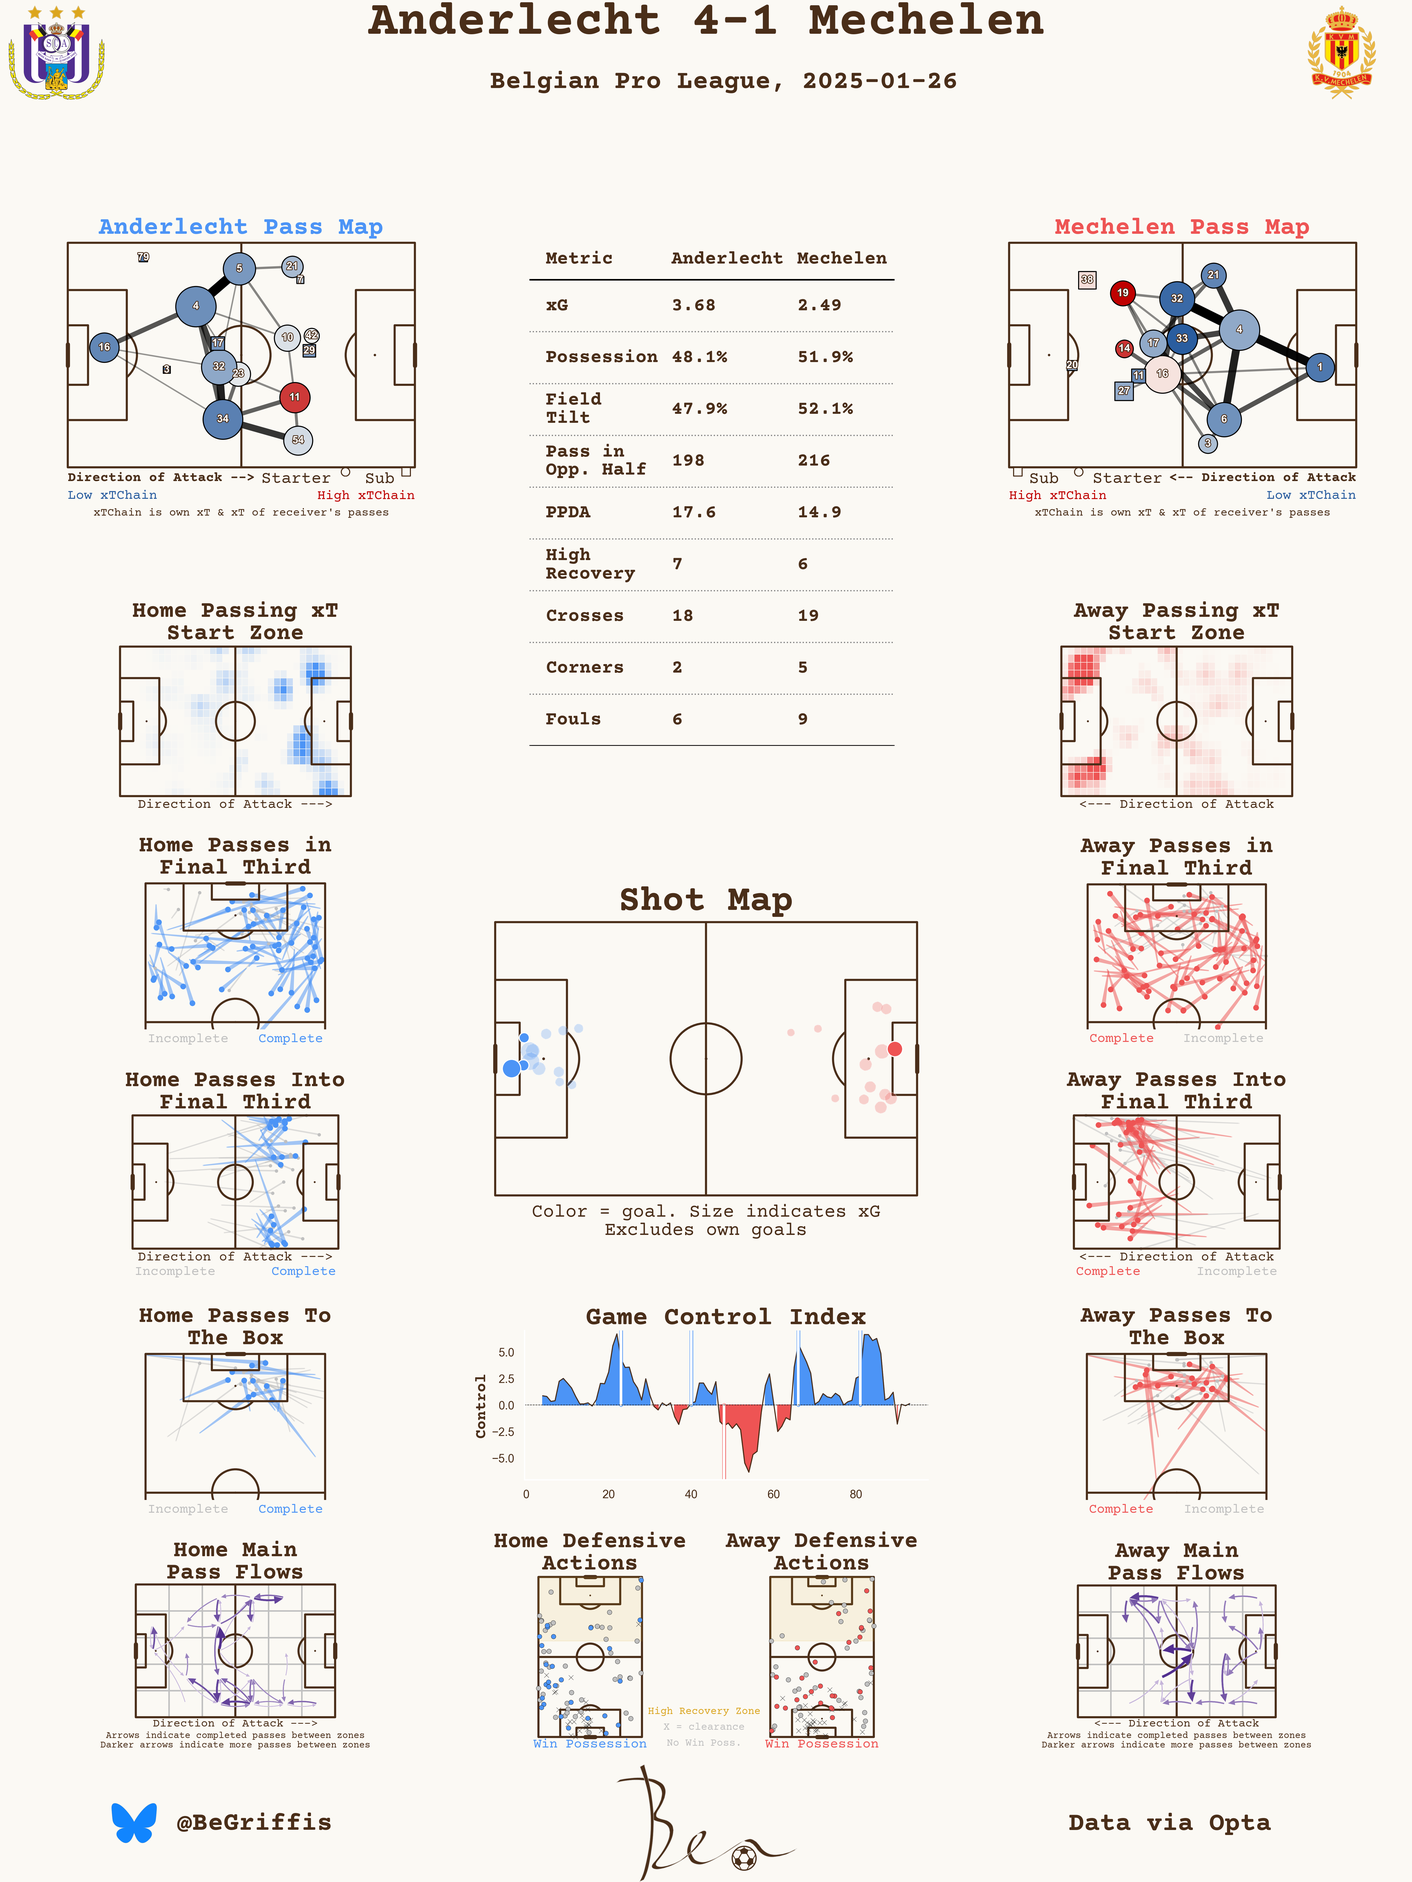 Anderlecht 4-1 Mechelen
Belgian Pro League, 2025-01-26
K V M
1904
K.V. MECHELEN
Anderlecht Pass Map
79
5
21
7
4
10
42
17
29
16
3
32
23
11
34
54
Direction of Attack --> Starter Sub
Low xTChain High xTChain
xTChain is own xT & xT of receiver's passes
Metric Anderlecht Mechelen
xG 3.68 2.49
Possession 48.1% 51.9%
Field
Tilt 47.9% 52.1%
Pass in
Opp. Half 198 216
PPDA 17.6 14.9
High
Recovery 7 6
Crosses 18 19
Corners 2 5
Fouls 6 9
Mechelen Pass Map
38
21
19
32
4
33
17
14
20
16
11
1
27
6
3
Sub Starter <-- Direction of Attack
High xTChain Low xTChain
xTChain is own xT & xT of receiver's passes
Home Passing xT
Start Zone
Direction of Attack --->
Away Passing xT
Start Zone
<--- Direction of Attack
Home Passes in
Final Third
Incomplete Complete
Away Passes in
Final Third
Complete Incomplete
Shot Map
Color = goal. Size indicates xG
Excludes own goals
Home Passes Into
Final Third
Direction of Attack --->
Incomplete Complete
Away Passes Into
Final Third
<--- Direction of Attack
Complete Incomplete
Home Passes To
The Box
Incomplete Complete
Game Control Index
Control
5.0
2.5
0.0
−2.5
−5.0
0 20 40 60 80
Away Passes To
The Box
Complete Incomplete
Home Main
Pass Flows
Direction of Attack --->
Arrows indicate completed passes between zones
Darker arrows indicate more passes between zones
Home Defensive
Actions
Win Possession
Away Defensive
Actions
Win Possession
High Recovery Zone
X = clearance
No Win Poss.
Away Main
Pass Flows
<--- Direction of Attack
Arrows indicate completed passes between zones
Darker arrows indicate more passes between zones
@BeGriffis
Ben
Data via Opta